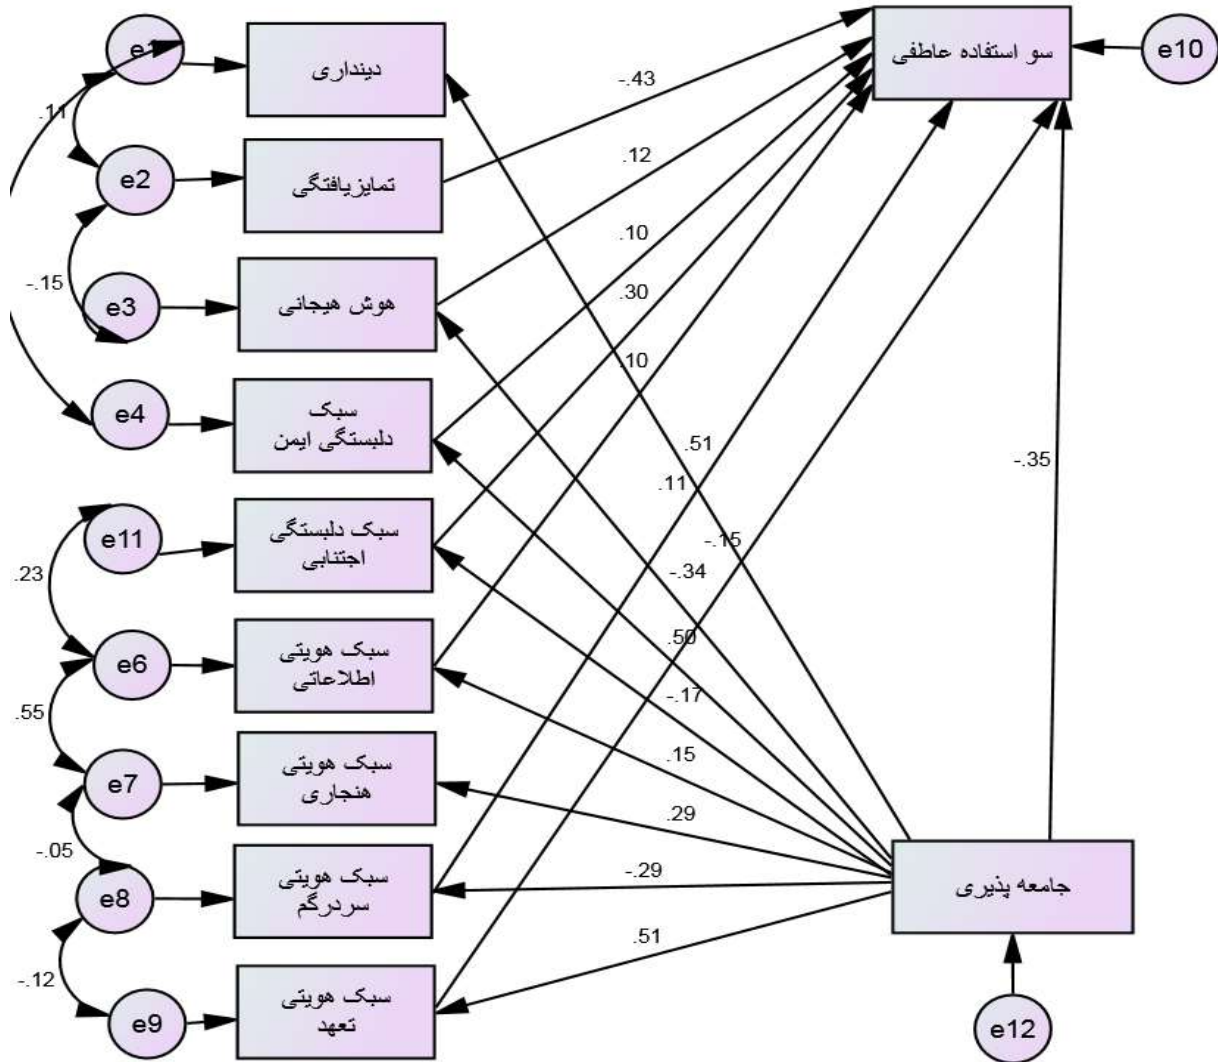 e1
دینداری
سو استفاده عاطفی
e10
-.43
.11
e2
تمایزیافتگی
.12
.10
-.15
e3
هوش هیجانی
.30
.10
e4
سبک
دلبستگی ایمن
.51
.11
-.35
e11
سبک دلبستگی
اجتنابی
-.15
-.34
.23
e6
سبک هویتی
اطلاعاتی
.50
-.17
.55
e7
سبک هویتی
هنجاری
.15
.29
-.05
e8
سبک هویتی
سردرگم
-.29
جامعه پذیری
.51
-.12
e9
سبک هویتی
تعهد
e12